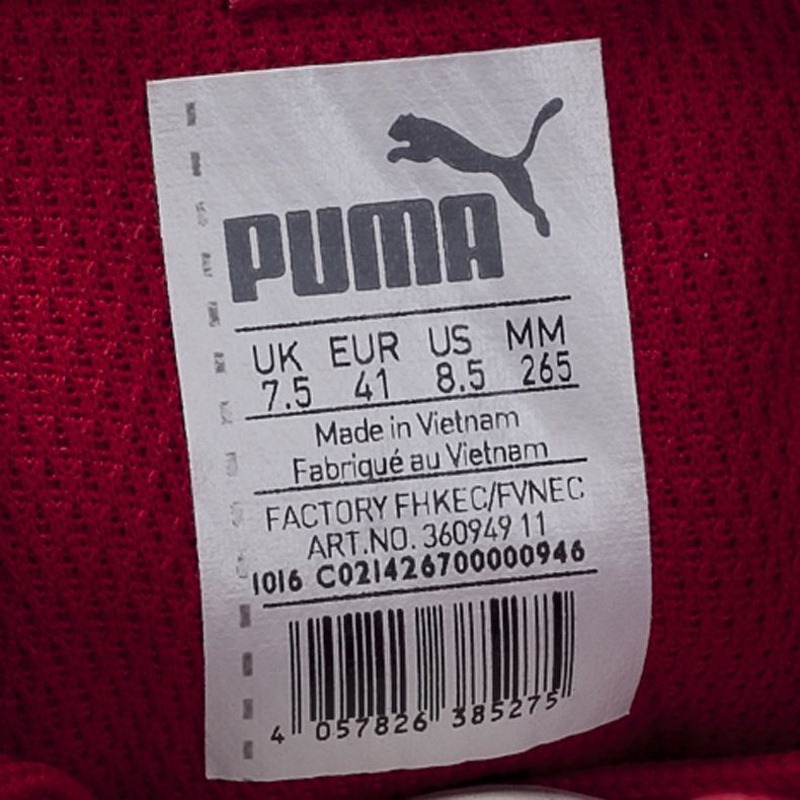 PUMA
UK EUR US MM
7.5 41 8.5 265
Made in Vietnam
Fabriqué au Vietnam
FACTORY FHKEC/FVNEC
ART.NO. 360949 11
1016 C021426700000946
4 057826 385275